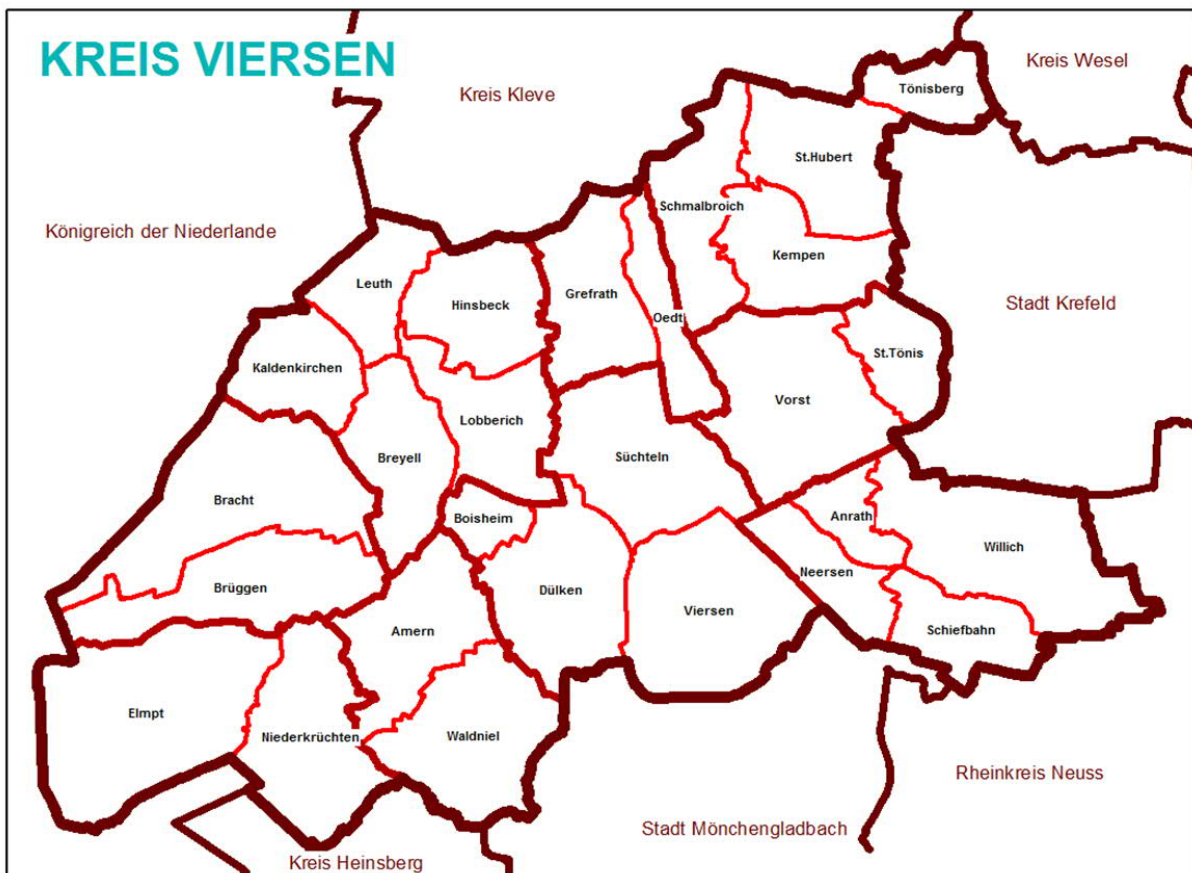 KREIS VIERSEN
Kreis Wesel
Kreis Kleve
Tönisberg
St.Hubert
Schmalbroich
Königreich der Niederlande
Kempen
Leuth
Hinsbeck
Grefrath
Stadt Krefeld
Oedt
St.Tönis
Kaldenkirchen
Vorst
Lobberich
Breyell
Süchteln
Bracht
Boisheim
Anrath
Willich
Neersen
Brüggen
Dülken
Viersen
Amern
Schiefbahn
Elmpt
Niederkrüchten
Waldniel
Rheinkreis Neuss
Stadt Mönchengladbach
Kreis Heinsberg